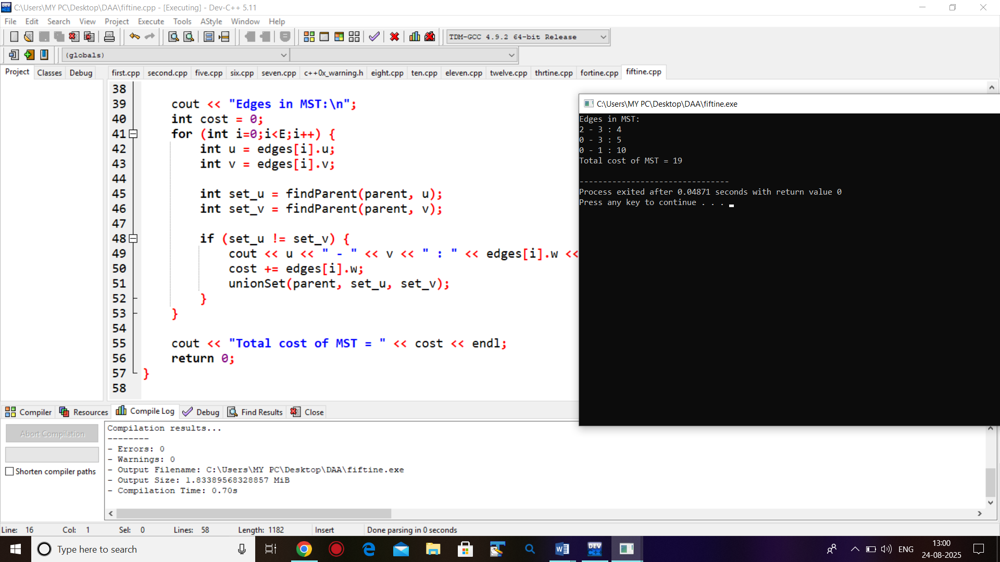 C:\Users\MY PC\Desktop\DAA\fiftine.cpp - [Executing] - Dev-C++ 5.11
File Edit Search View Project Execute Tools AStyle Window Help
TDM-GCC 4.9.2 64-bit Release
(globals)
Project Classes Debug
first.cpp second.cpp five.cpp six.cpp seven.cpp c++0x_warning.h eight.cpp ten.cpp eleven.cpp twelve.cpp thrtine.cpp fortine.cpp fiftine.cpp
38
39 cout << "Edges in MST:\n";
40 int cost = 0;
41 for (int i=0;i<E;i++) {
42 int u = edges[i].u;
43 int v = edges[i].v;
44
45 int set_u = findParent(parent, u);
46 int set_v = findParent(parent, v);
47
48 if (set_u != set_v) {
49 cout << u << " - " << v << " : " << edges[i].w <<
50 cost += edges[i].w;
51 unionSet(parent, set_u, set_v);
52 }
53 }
54
55 cout << "Total cost of MST = " << cost << endl;
56 return 0;
57 }
58
C:\Users\MY PC\Desktop\DAA\fiftine.exe
Edges in MST:
2 - 3 : 4
0 - 3 : 5
0 - 1 : 10
Total cost of MST = 19
--------------------------------
Process exited after 0.04871 seconds with return value 0
Press any key to continue . . .
Compiler Resources Compile Log Debug Find Results Close
Abort Compilation
Shorten compiler paths
Compilation results...
--------
- Errors: 0
- Warnings: 0
- Output Filename: C:\Users\MY PC\Desktop\DAA\fiftine.exe
- Output Size: 1.83389568328857 MiB
- Compilation Time: 0.70s
Line: 16 Col: 1 Sel: 0 Lines: 58 Length: 1182 Insert Done parsing in 0 seconds
Type here to search
DEV C++
ENG
13:00
24-08-2025